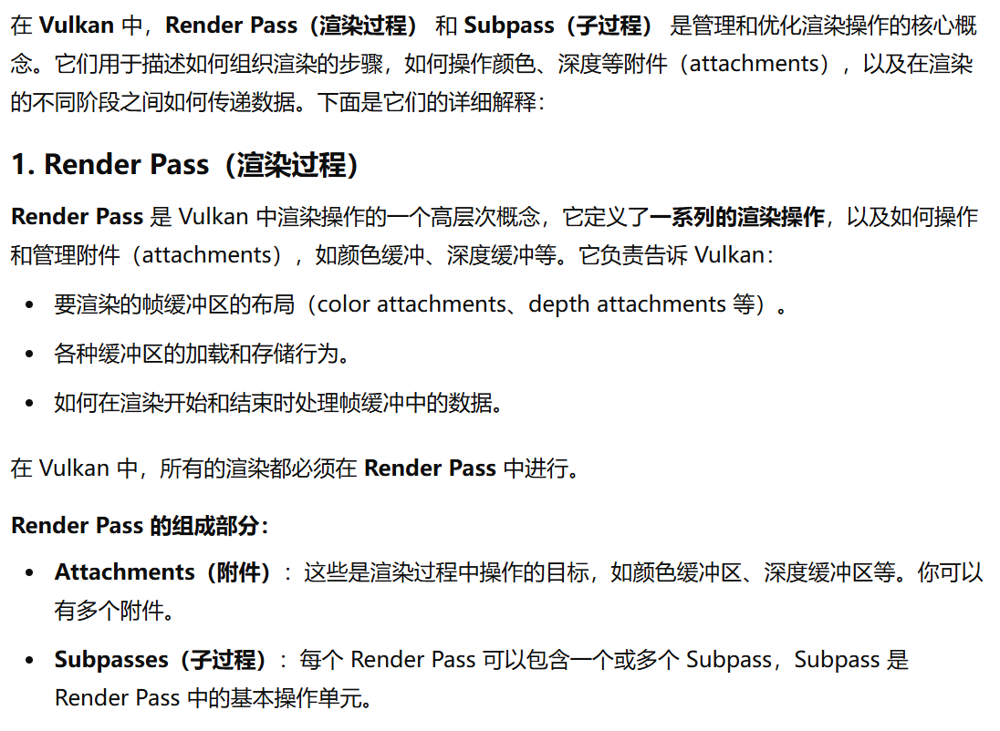 在 Vulkan 中，Render Pass（渲染过程） 和 Subpass（子过程） 是管理和优化渲染操作的核心概
念。它们用于描述如何组织渲染的步骤，如何操作颜色、深度等附件（attachments），以及在渲染
的不同阶段之间如何传递数据。下面是它们的详细解释：
1. Render Pass（渲染过程）
Render Pass 是 Vulkan 中渲染操作的一个高层次概念，它定义了一系列的渲染操作，以及如何操作
和管理附件（attachments），如颜色缓冲、深度缓冲等。它负责告诉 Vulkan：
• 要渲染的帧缓冲区的布局（color attachments、depth attachments 等）。
• 各种缓冲区的加载和存储行为。
• 如何在渲染开始和结束时处理帧缓冲中的数据。
在 Vulkan 中，所有的渲染都必须在 Render Pass 中进行。
Render Pass 的组成部分：
• Attachments（附件）：这些是渲染过程中操作的目标，如颜色缓冲区、深度缓冲区等。你可以
有多个附件。
• Subpasses（子过程）：每个 Render Pass 可以包含一个或多个 Subpass，Subpass 是
Render Pass 中的基本操作单元。